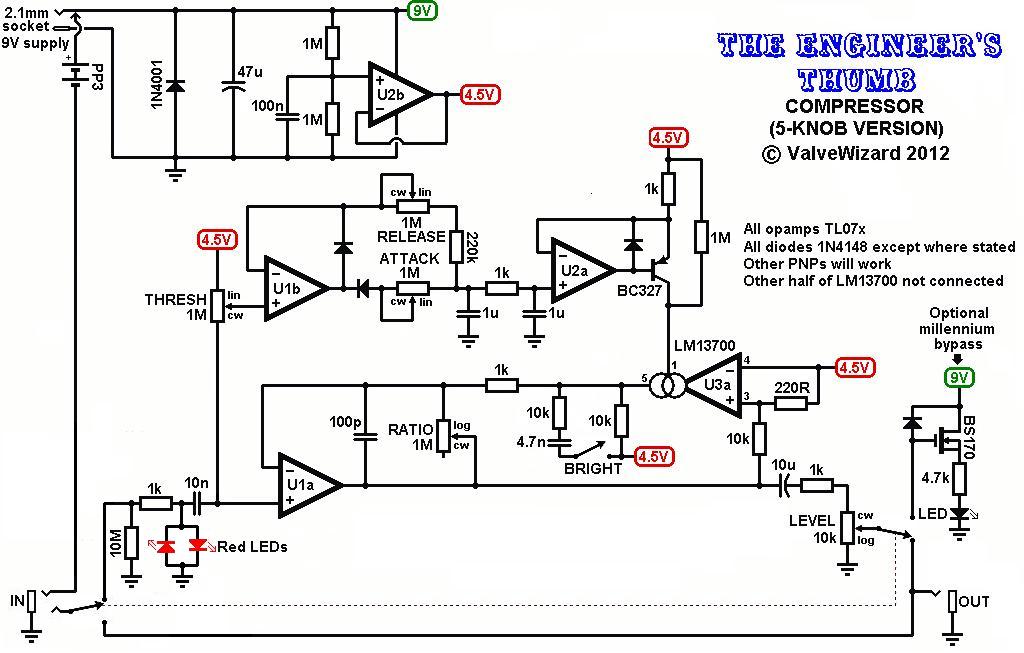 2.1mm
socket
9V supply
+
PP3
1N4001
47u
100n
1M
1M
+
−
U2b
9V
4.5V
THE ENGINEER'S
THUMB
COMPRESSOR
(5-KNOB VERSION)
© ValveWizard 2012
4.5V
THRESH
1M
lin
cw
−
+
U1b
cw
lin
1M
RELEASE
220k
ATTACK
1M
cw
lin
1k
1u
1u
−
+
U2a
BC327
4.5V
1k
1M
All opamps TL07x
All diodes 1N4148 except where stated
Other PNPs will work
Other half of LM13700 not connected
LM13700
5
1
4
3
−
+
U3a
4.5V
220R
10k
Optional
millennium
bypass
9V
BS170
4.7k
LED
1k
100p
RATIO
1M
log
cw
10k
4.7n
10k
BRIGHT
4.5V
−
+
U1a
1k
10n
10M
Red LEDs
10u
1k
LEVEL
10k
cw
log
IN
OUT